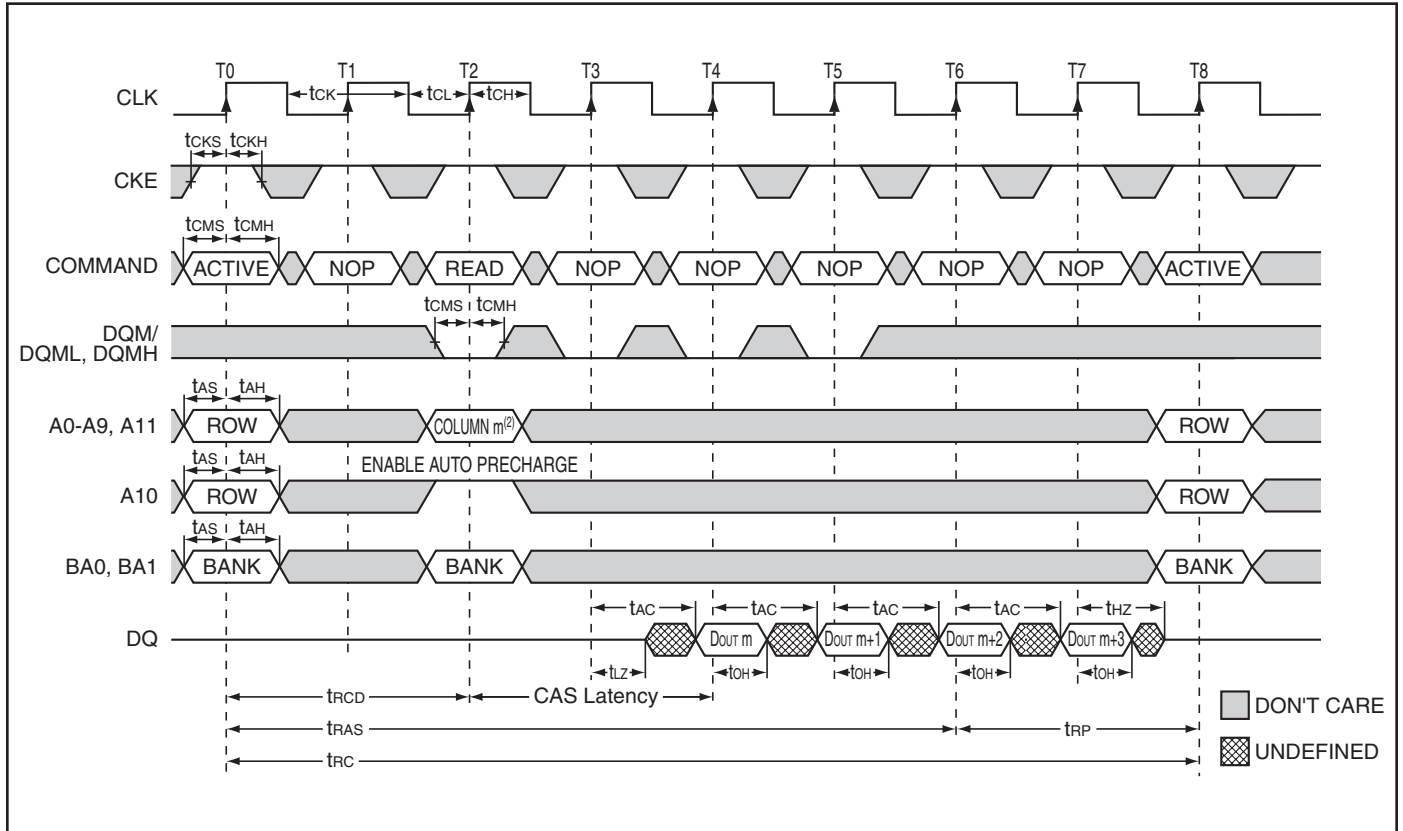 T0 T1 T2 T3 T4 T5 T6 T7 T8
CLK tCK tCL tCH
tCKS tCKH
CKE
tCMS tCMH
COMMAND ACTIVE NOP READ NOP NOP NOP NOP NOP ACTIVE
tCMS tCMH
DQM/
DQML, DQMH
tAS tAH
A0-A9, A11 ROW COLUMN m(2) ROW
tAS tAH ENABLE AUTO PRECHARGE
A10 ROW ROW
tAS tAH
BA0, BA1 BANK BANK BANK
tAC tAC tAC tAC tHZ
DQ DOUT m DOUT m+1 DOUT m+2 DOUT m+3
tLZ tOH tOH tOH tOH
tRCD CAS Latency
DON'T CARE
tRAS tRP
UNDEFINED
tRC